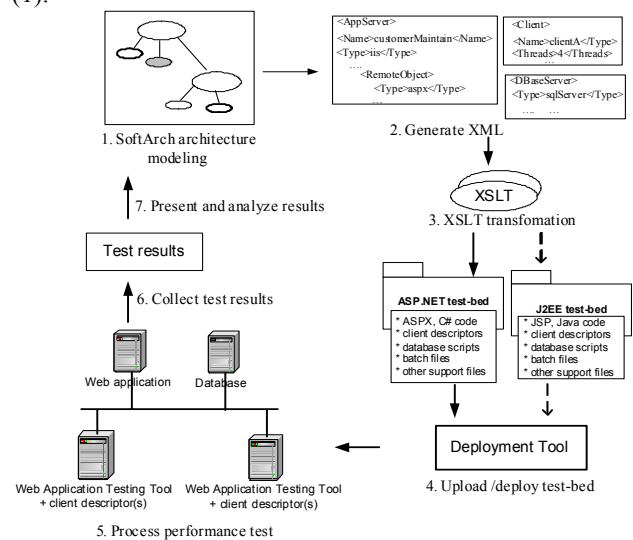 (1).
<AppServer>
<Name>customerMaintain</Name>
<Type>iis</Type>
....
<RemoteObject>
<Type>aspx</Type>
...
<Client>
<Name>clientA</Type>
<Threads>4</Threads>
...
<DBaseServer>
<Type>sqlServer</Type>
.... ...
1. SoftArch architecture
modeling
2. Generate XML
XSLT
3. XSLT transfomation
7. Present and analyze results
Test results
6. Collect test results
ASP.NET test-bed
* ASPX, C# code
* client descriptors
* database scripts
* batch files
* other support files
J2EE test-bed
* JSP, Java code
* client descriptors
* database scripts
* batch files
* other support files
Web application
Database
Deployment Tool
4. Upload /deploy test-bed
Web Application Testing Tool
+ client descriptor(s)
Web Application Testing Tool
+ client descriptor(s)
5. Process performance test